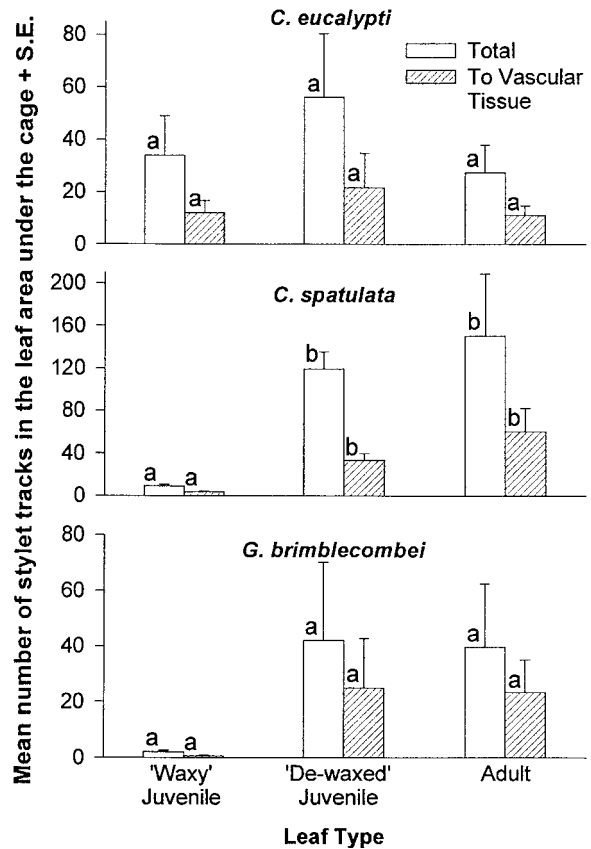 Mean number of stylet tracks in the leaf area under the cage + S.E.
C. eucalypti
Total
To Vascular
Tissue
80
60
40
20
0
a a a a a a
C. spatulata
200
160
120
80
40
0
a a b b b b
G. brimblecombei
80
60
40
20
0
a a a a a a
'Waxy' 'De-waxed' Adult
Juvenile Juvenile
Leaf Type